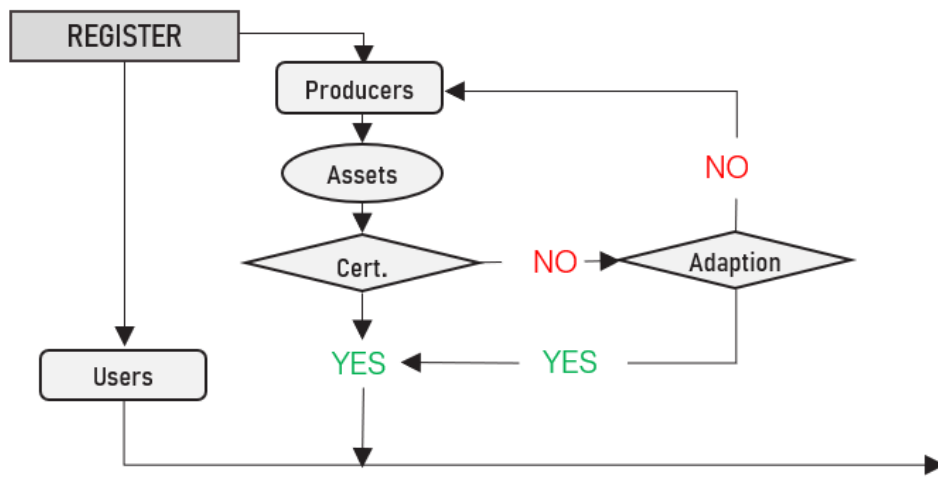 REGISTER
Producers
Assets
NO
Cert.
NO
Adaption
YES
YES
Users